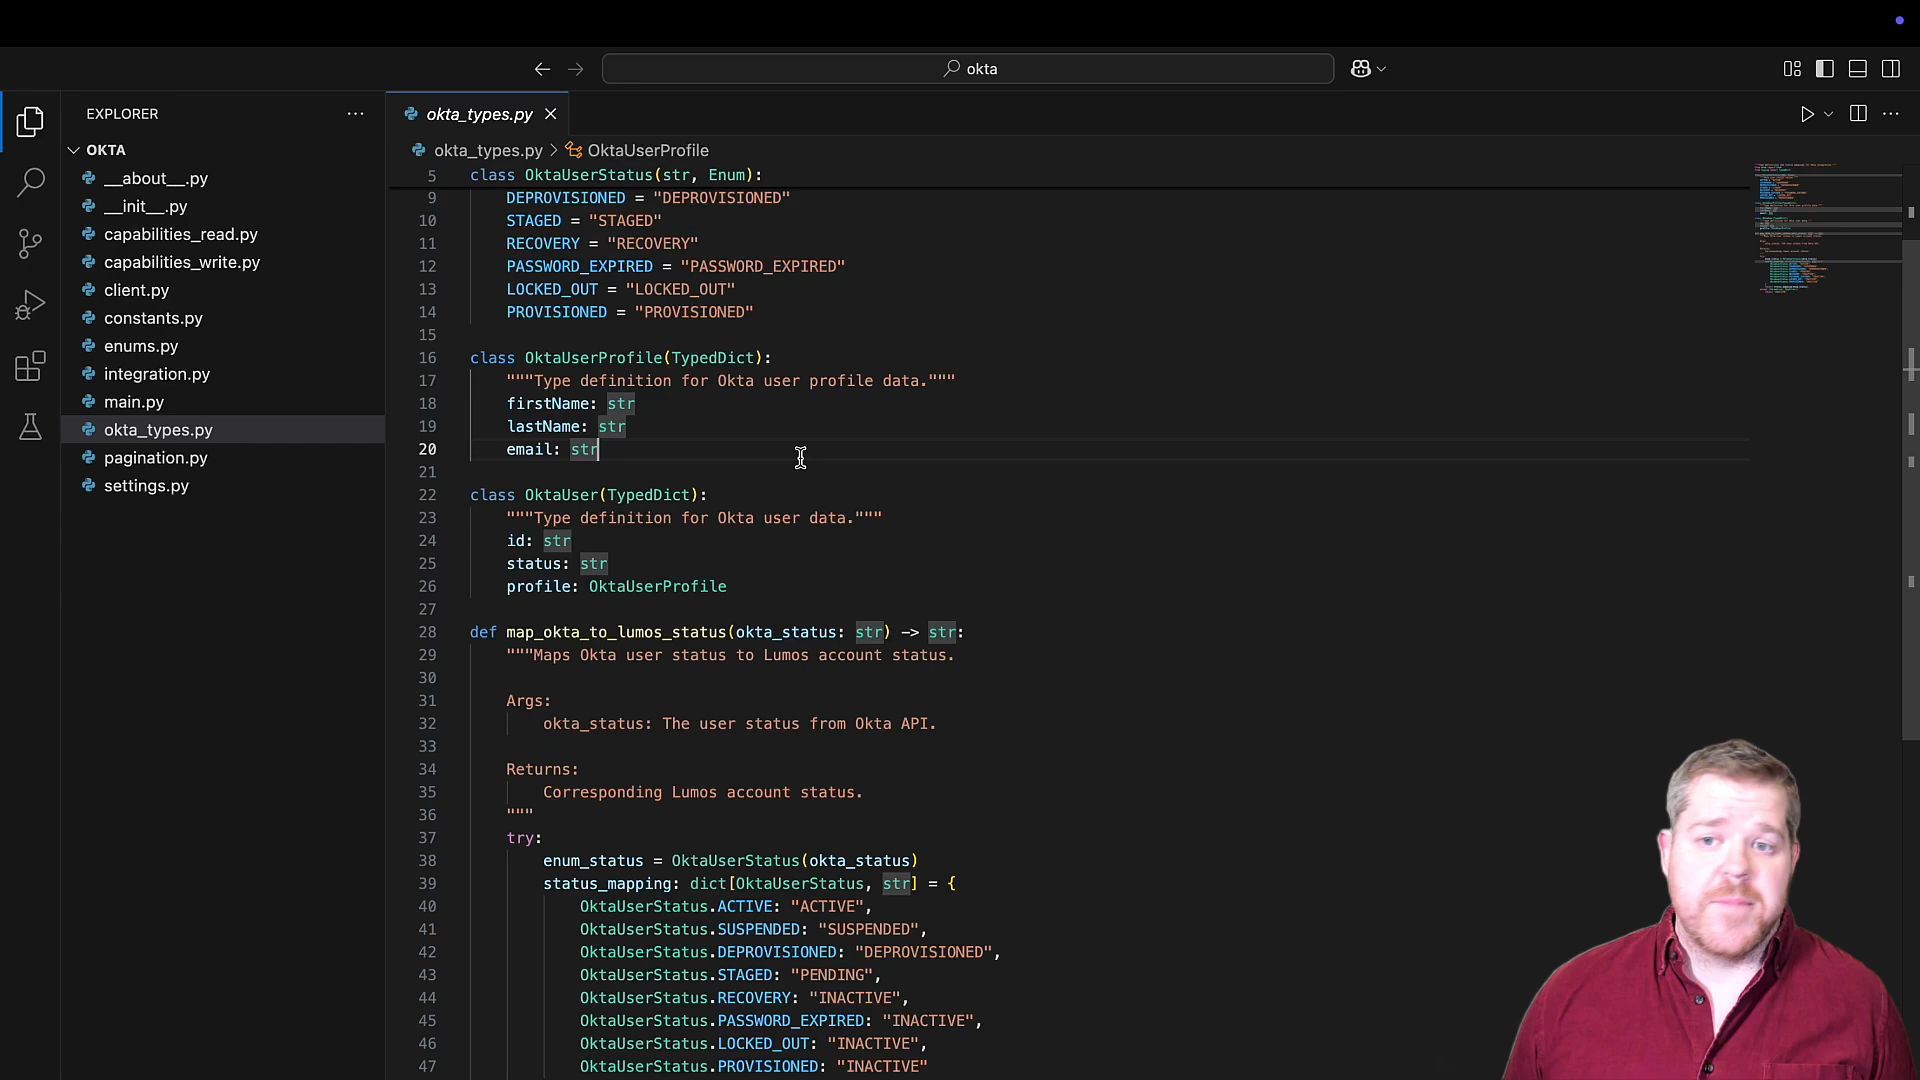 okta
EXPLORER
OKTA
__about__.py
__init__.py
capabilities_read.py
capabilities_write.py
client.py
constants.py
enums.py
integration.py
main.py
okta_types.py
pagination.py
settings.py
okta_types.py
okta_types.py > OktaUserProfile
5 class OktaUserStatus(str, Enum):
9 DEPROVISIONED = "DEPROVISIONED"
10 STAGED = "STAGED"
11 RECOVERY = "RECOVERY"
12 PASSWORD_EXPIRED = "PASSWORD_EXPIRED"
13 LOCKED_OUT = "LOCKED_OUT"
14 PROVISIONED = "PROVISIONED"
15
16 class OktaUserProfile(TypedDict):
17 """Type definition for Okta user profile data."""
18 firstName: str
19 lastName: str
20 email: str
21
22 class OktaUser(TypedDict):
23 """Type definition for Okta user data."""
24 id: str
25 status: str
26 profile: OktaUserProfile
27
28 def map_okta_to_lumos_status(okta_status: str) -> str:
29 """Maps Okta user status to Lumos account status.
30
31 Args:
32 okta_status: The user status from Okta API.
33
34 Returns:
35 Corresponding Lumos account status.
36 """
37 try:
38 enum_status = OktaUserStatus(okta_status)
39 status_mapping: dict[OktaUserStatus, str] = {
40 OktaUserStatus.ACTIVE: "ACTIVE",
41 OktaUserStatus.SUSPENDED: "SUSPENDED",
42 OktaUserStatus.DEPROVISIONED: "DEPROVISIONED",
43 OktaUserStatus.STAGED: "PENDING",
44 OktaUserStatus.RECOVERY: "INACTIVE",
45 OktaUserStatus.PASSWORD_EXPIRED: "INACTIVE",
46 OktaUserStatus.LOCKED_OUT: "INACTIVE",
47 OktaUserStatus.PROVISIONED: "INACTIVE"